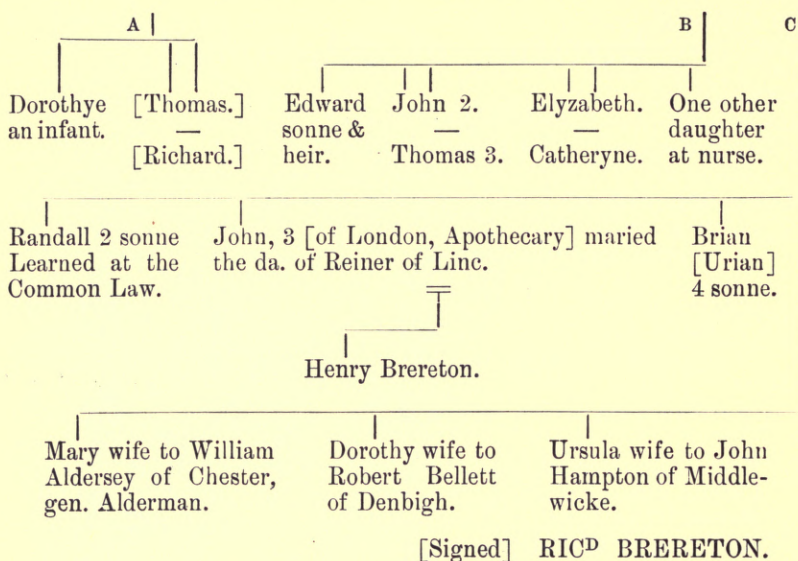 A B C
Dorothye [Thomas.] Edward John 2. Elyzabeth. One other
an infant. — sonne & — — daughter
[Richard.] heir. Thomas 3. Catheryne. at nurse.
Randall 2 sonne John, 3 [of London, Apothecary] maried Brian
Learned at the the da. of Reiner of Linc. [Urian]
Common Law. 4 sonne.
Henry Brereton.
Mary wife to William Dorothy wife to Ursula wife to John
Aldersey of Chester, Robert Bellett Hampton of Middle-
gen. Alderman. of Denbigh. wicke.
[Signed] RICᴰ BRERETON.